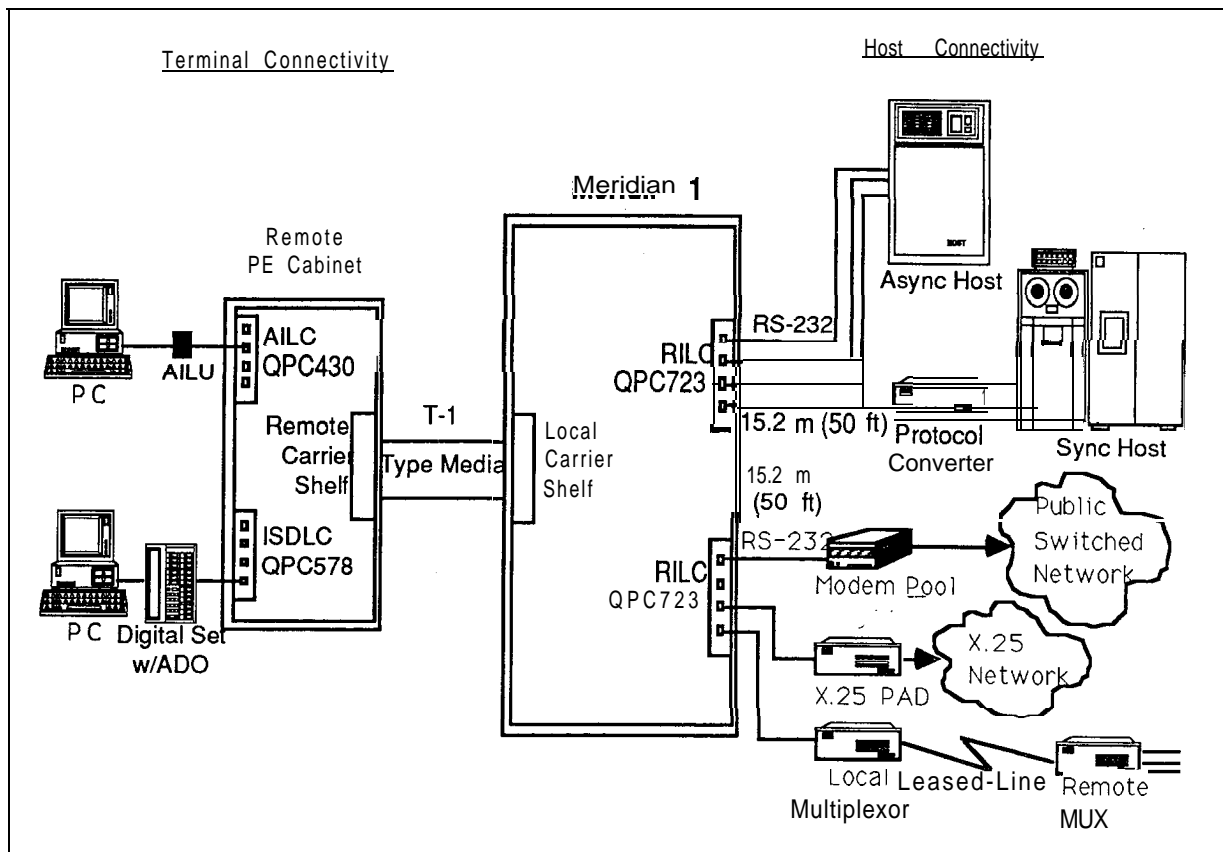 Terminal Connectivity
Host Connectivity
Meridian 1
Remote
PE Cabinet
HOST
Async Host
PC
AILU
AILC
QPC430
Remote
Carrier
Shelf
T-1
Type Media
Local
Carrier
Shelf
RS-232
RILC
QPC723
15.2 m (50 ft)
Protocol
Converter
Sync Host
ISDLC
QPC578
PC
Digital Set
w/ADO
15.2 m
(50 ft)
RS-232
RILC
QPC723
Modem Pool
Public
Switched
Network
X.25 PAD
X.25
Network
Local
Multiplexor
Leased-Line
Remote
MUX